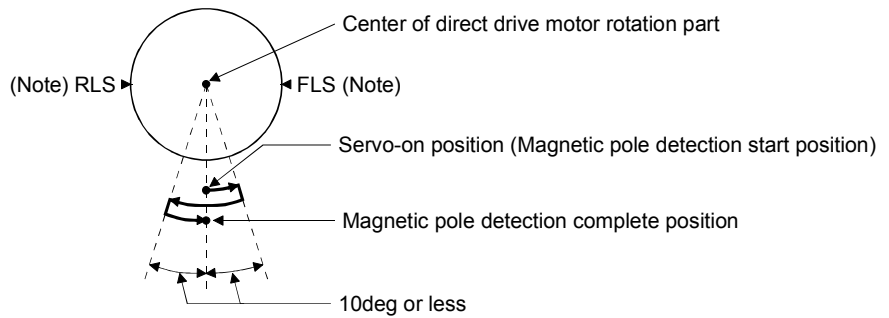 Center of direct drive motor rotation part
(Note) RLS
FLS (Note)
Servo-on position (Magnetic pole detection start position)
Magnetic pole detection complete position
10deg or less